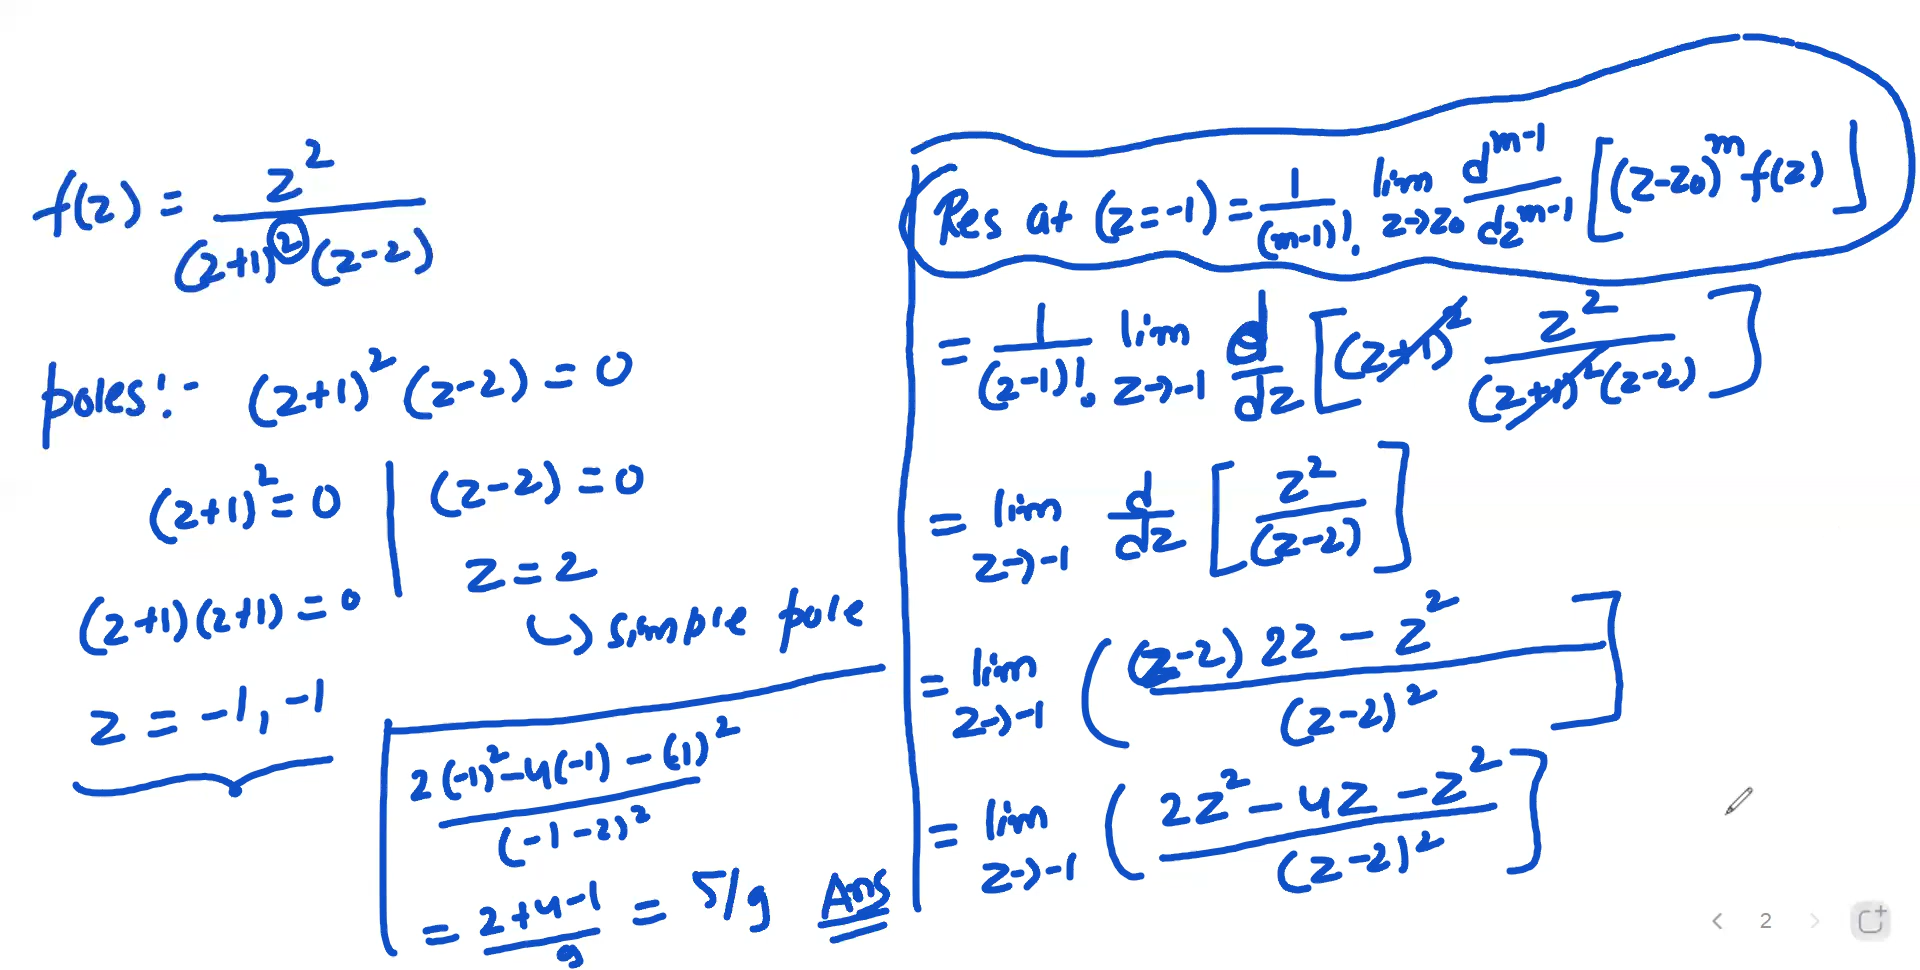 f(z) = z² / (z+1)² (z-2)
poles:- (z+1)² (z-2) = 0
(z+1)² = 0 | (z-2) = 0
(z+1)(z+1) = 0
z = 2
↳ simple pole
z = -1, -1
2(-1)² - 4(-1) - (-1)² / (-1-2)²
= 2+4-1 / 9 = 5/9 Ans
Res at (z=-1) = 1/(m-1)! lim z→z₀ d^(m-1)/dz^(m-1) [(z-z₀)^m f(z)]
= 1/(2-1)! lim z→-1 d/dz [(z+1)² z² / (z+1)² (z-2)]
= lim z→-1 d/dz [z² / (z-2)]
= lim z→-1 ((z-2) 2z - z² / (z-2)²]
= lim z→-1 (2z² - 4z - z² / (z-2)²]
< 2 >